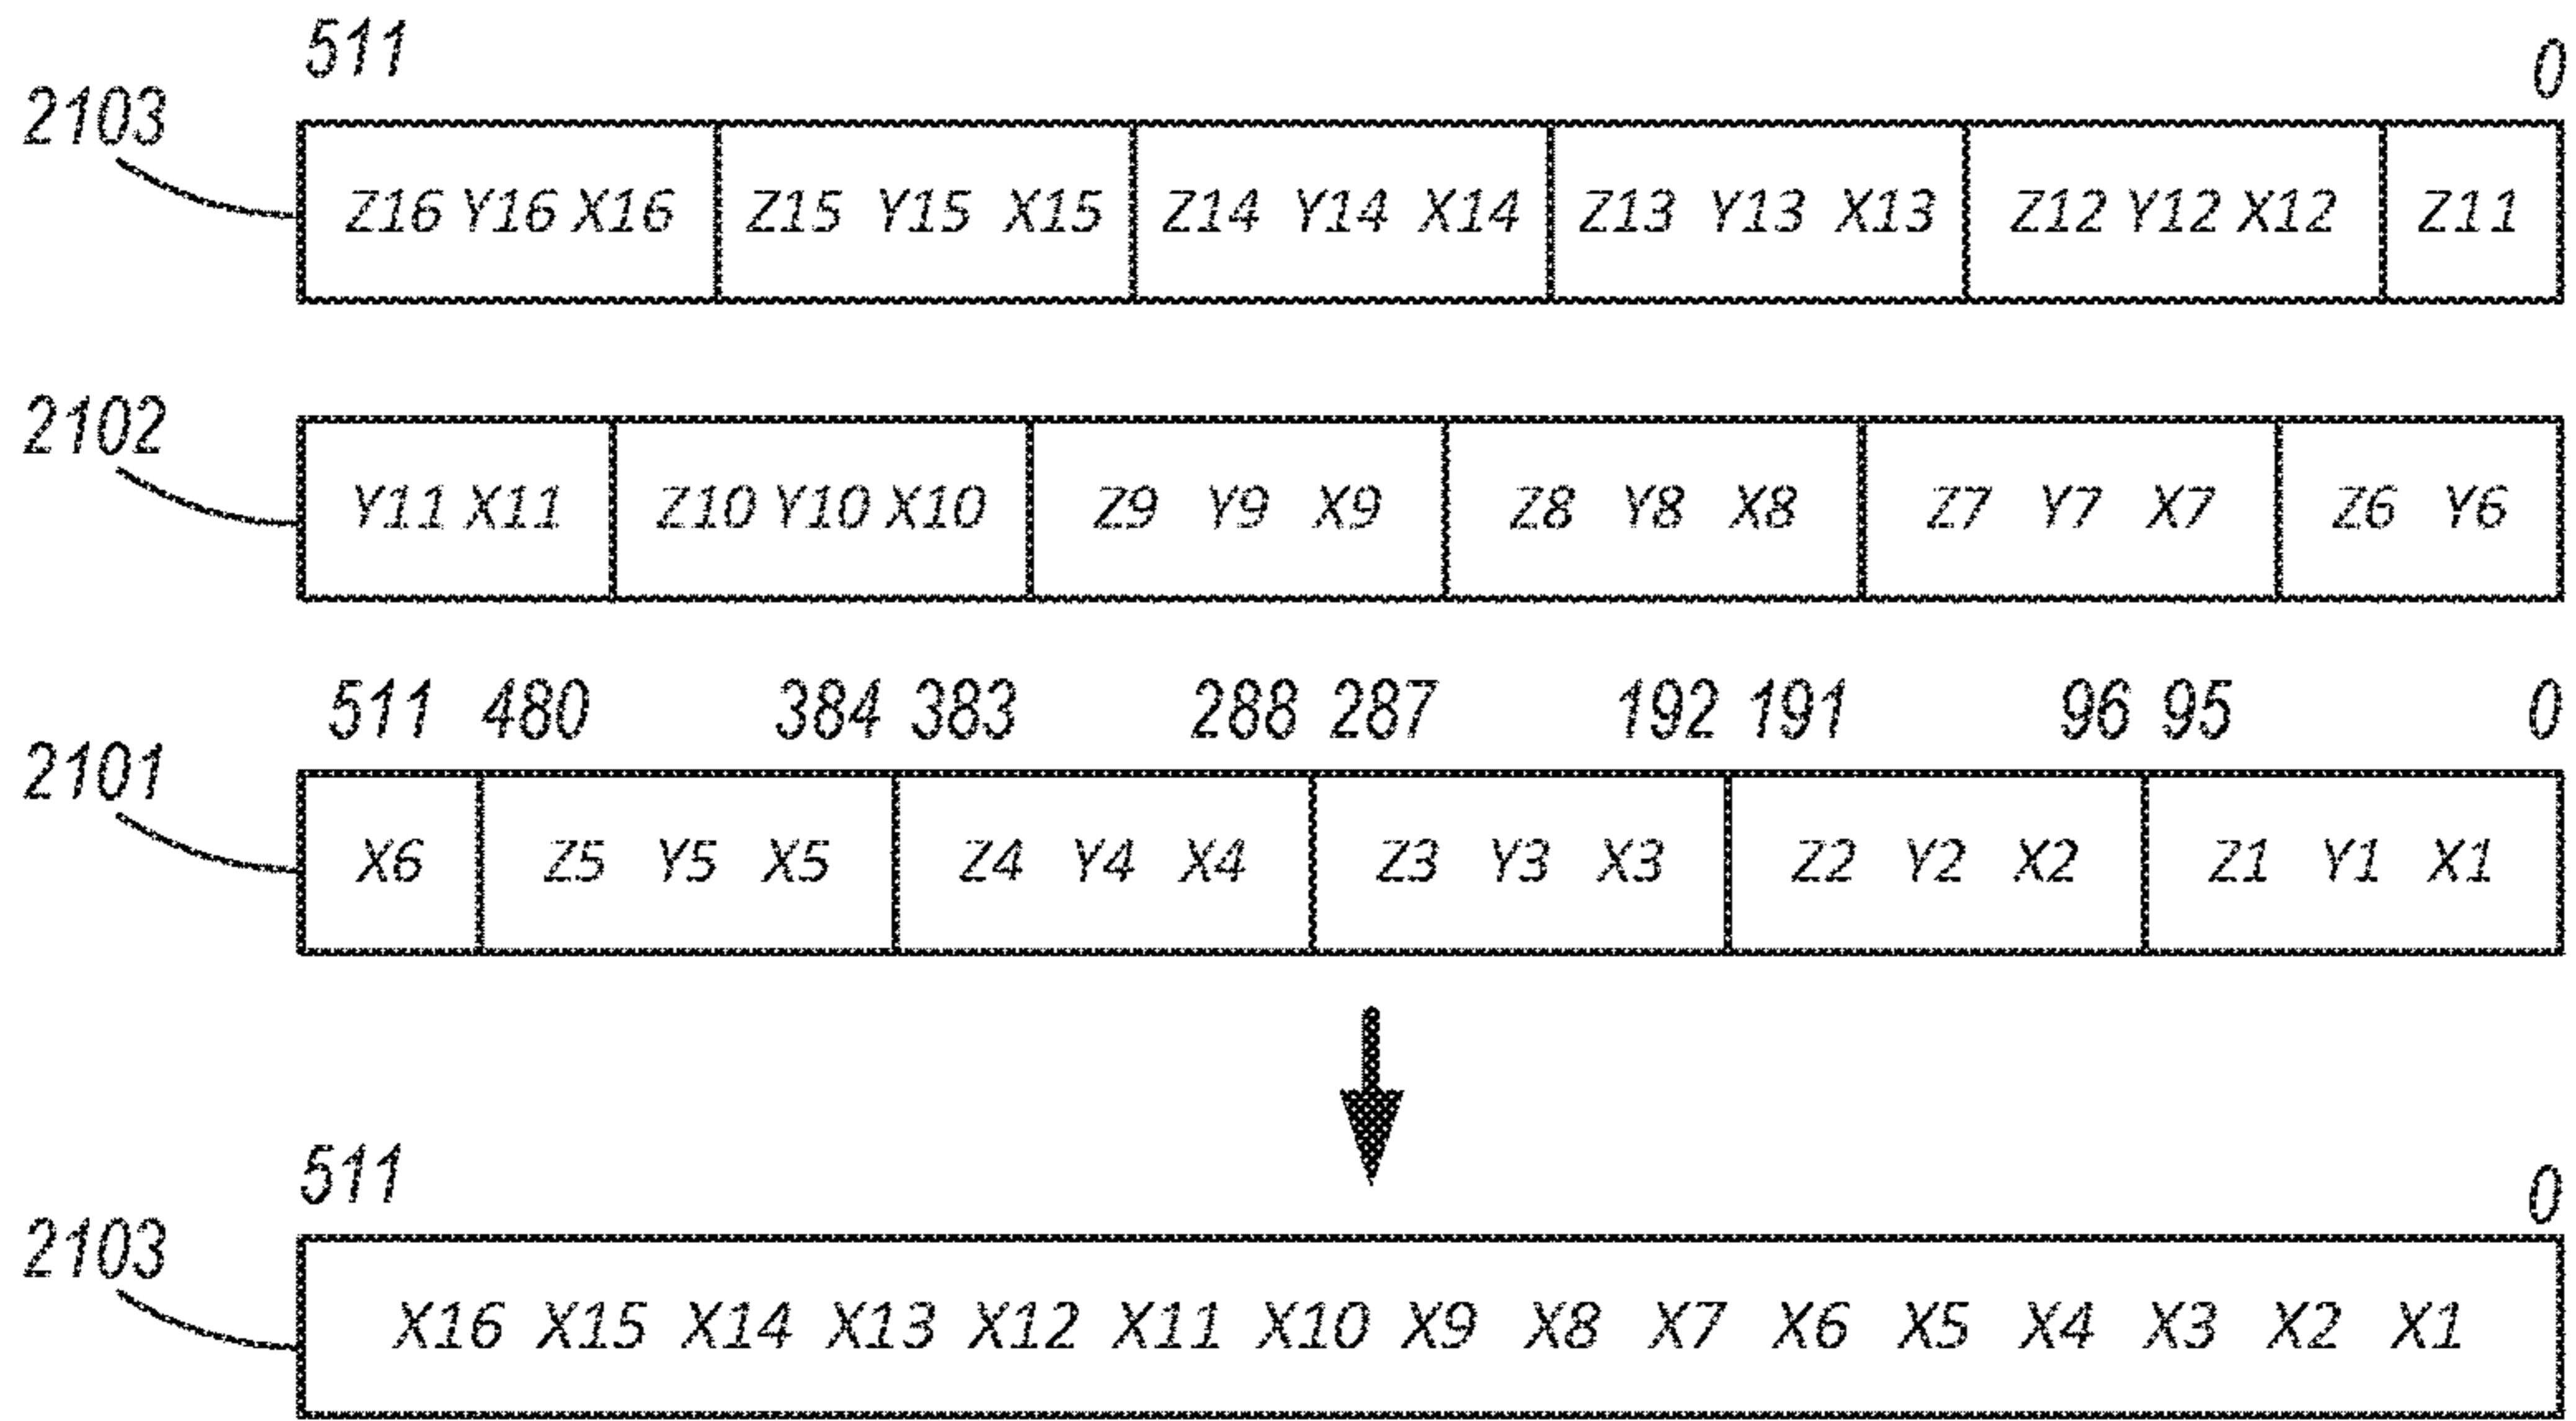 511 0
2103
Z16 Y16 X16 Z15 Y15 X15 Z14 Y14 X14 Z13 Y13 X13 Z12 Y12 X12 Z11
2102
Y11 X11 Z10 Y10 X10 Z9 Y9 X9 Z8 Y8 X8 Z7 Y7 X7 Z6 Y6
511 480 384 383 288 287 192 191 96 95 0
2101
X6 Z5 Y5 X5 Z4 Y4 X4 Z3 Y3 X3 Z2 Y2 X2 Z1 Y1 X1
511 0
2103
X16 X15 X14 X13 X12 X11 X10 X9 X8 X7 X6 X5 X4 X3 X2 X1